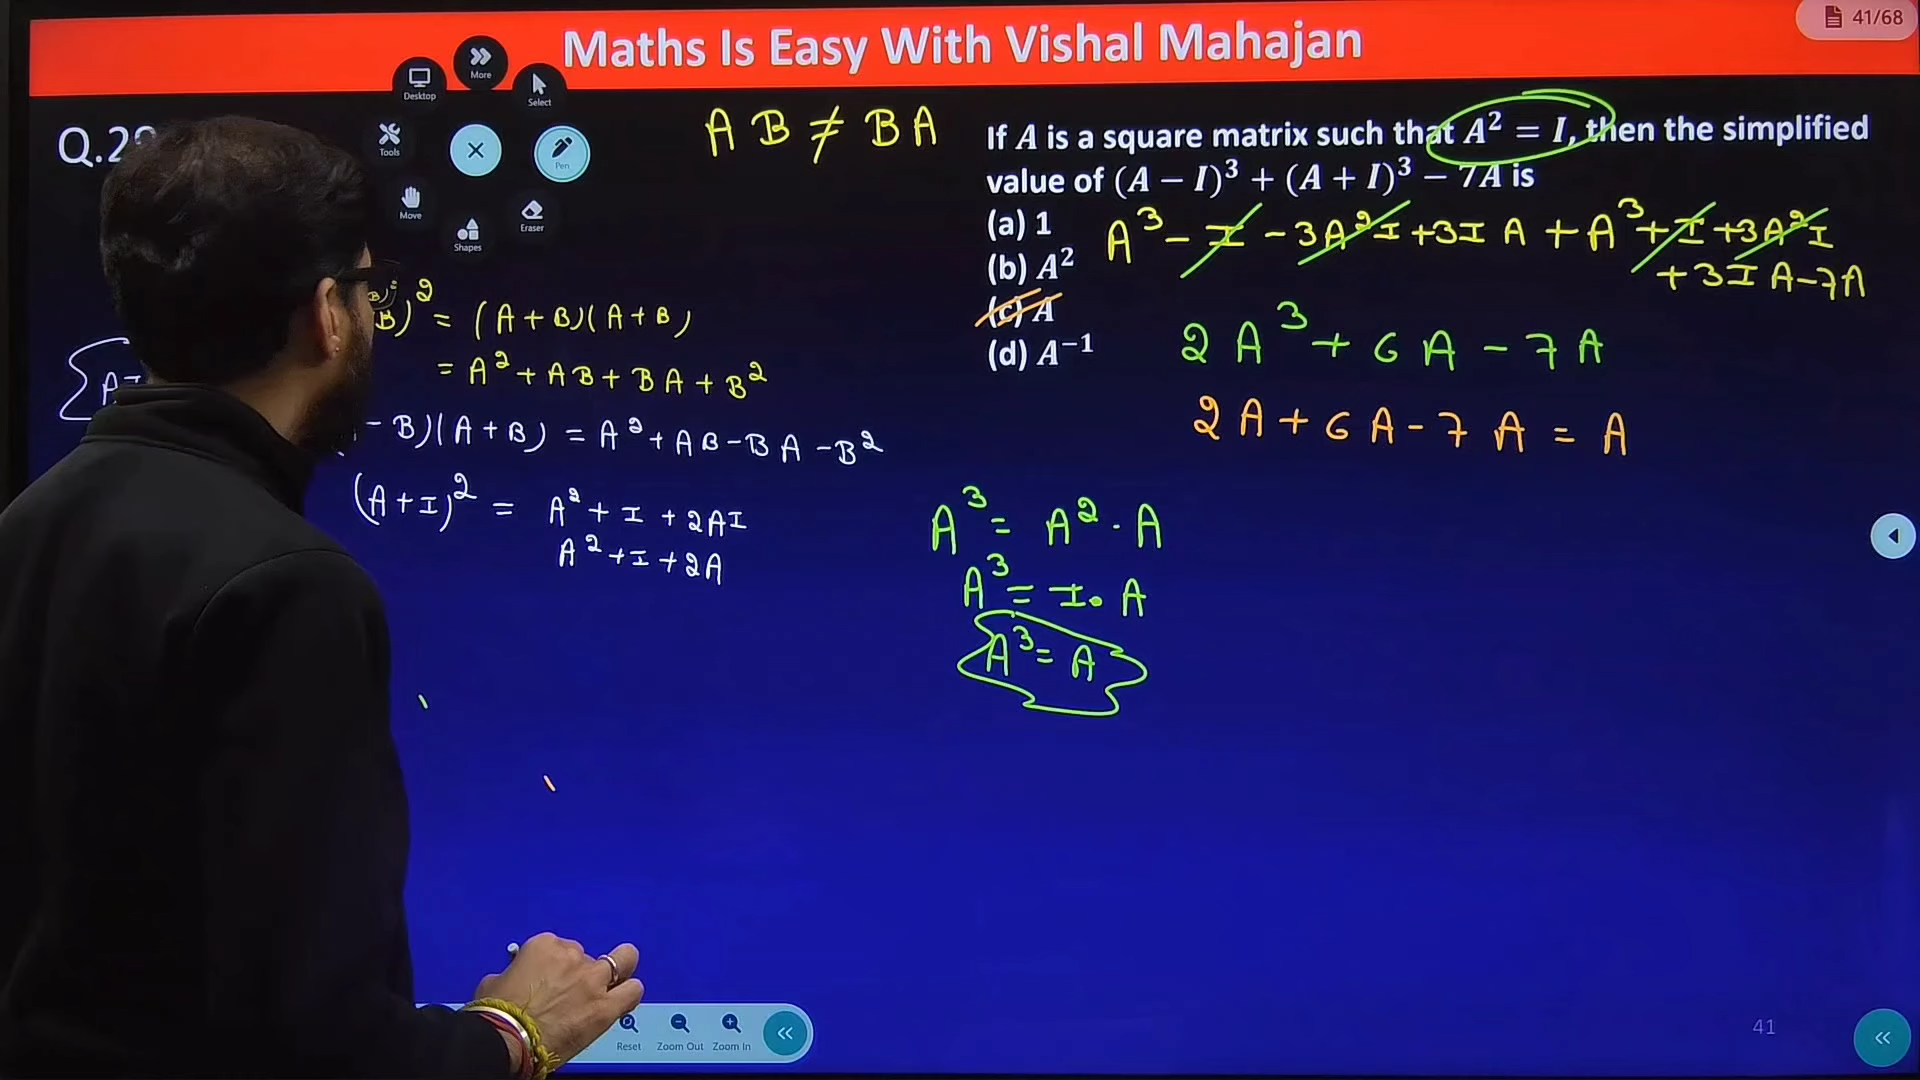 41/68
Maths Is Easy With Vishal Mahajan
More
Desktop
Select
Tools
Pen
Move
Eraser
Shapes
AB ≠ BA
If A is a square matrix such that A² = I, then the simplified
value of (A − I)³ + (A + I)³ − 7A is
(a) 1
(b) A²
(c) A
(d) A⁻¹
A³ − I − 3A²I + 3IA + A³ + I + 3A²I
+ 3IA − 7A
2A³ + 6A − 7A
2A + 6A − 7A = A
B)² = (A+B)(A+B)
= A² + AB + BA + B²
− B)(A+B) = A² + AB − BA − B²
(A+I)² = A² + I + 2AI
A² + I + 2A
A³ = A² · A
A³ = I · A
A³ = A
Reset
Zoom Out
Zoom In
41